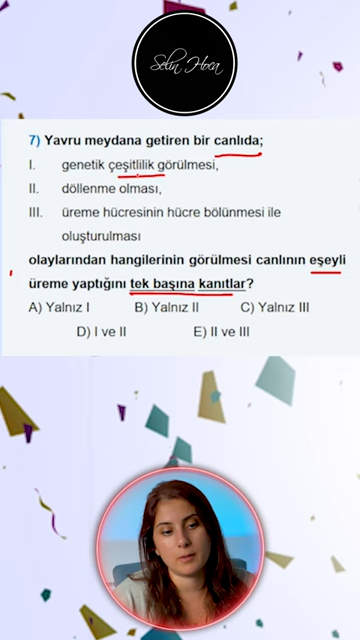 Selin Hoca
7) Yavru meydana getiren bir canlıda;
I. genetik çeşitlilik görülmesi,
II. döllenme olması,
III. üreme hücresinin hücre bölünmesi ile
oluşturulması
olaylarından hangilerinin görülmesi canlının eşeyli
üreme yaptığını tek başına kanıtlar?
A) Yalnız I B) Yalnız II C) Yalnız III
D) I ve II E) II ve III